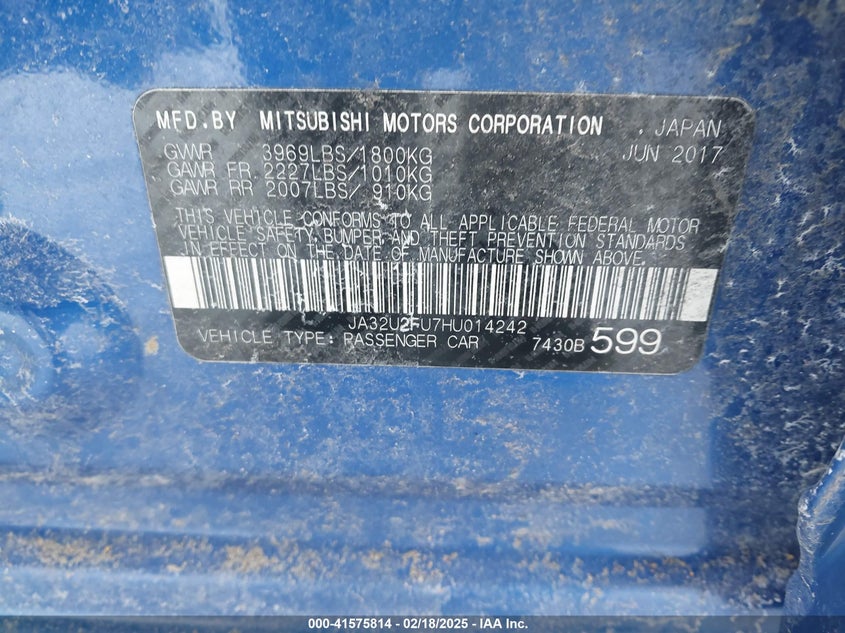 MFD.BY MITSUBISHI MOTORS CORPORATION . JAPAN
GVWR 3969LBS/1800KG JUN 2017
GAWR FR 2227LBS/1010KG
GAWR RR 2007LBS/ 910KG
THIS VEHICLE CONFORMS TO ALL APPLICABLE FEDERAL MOTOR
VEHICLE SAFETY, BUMPER AND THEFT PREVENTION STANDARDS
IN EFFECT ON THE DATE OF MANUFACTURE SHOWN ABOVE.
JA32U2FU7HU014242
VEHICLE TYPE: PASSENGER CAR 7430B 599
000-41575814 - 02/18/2025 - IAA Inc.